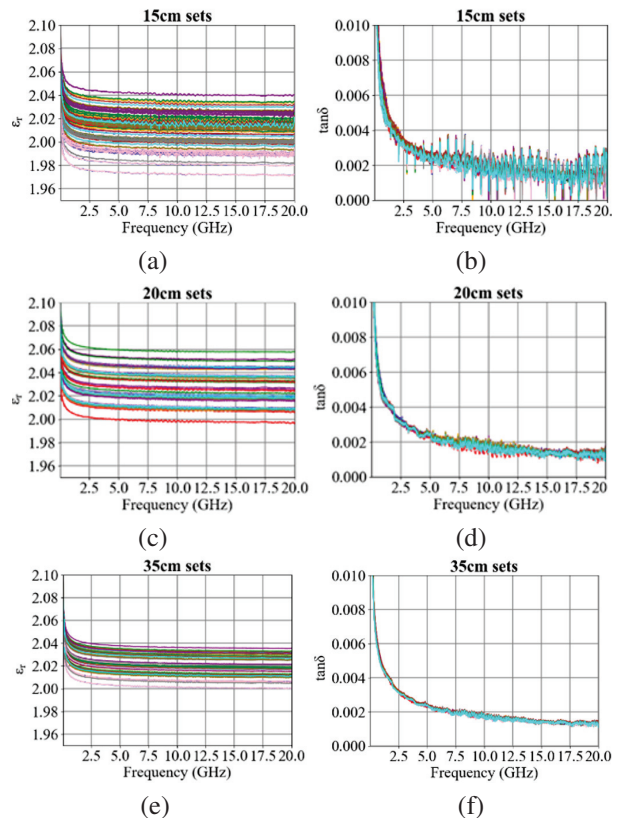 15cm sets
2.10
2.08
2.06
2.04
2.02
2.00
1.98
1.96
εr
2.5 5.0 7.5 10.0 12.5 15.0 17.5 20.0
Frequency (GHz)
(a)
15cm sets
0.010
0.008
0.006
0.004
0.002
0.000
tanδ
2.5 5.0 7.5 10.0 12.5 15.0 17.5 20.
Frequency (GHz)
(b)
20cm sets
2.10
2.08
2.06
2.04
2.02
2.00
1.98
1.96
εr
2.5 5.0 7.5 10.0 12.5 15.0 17.5 20.0
Frequency (GHz)
(c)
20cm sets
0.010
0.008
0.006
0.004
0.002
0.000
tanδ
2.5 5.0 7.5 10.0 12.5 15.0 17.5 20.0
Frequency (GHz)
(d)
35cm sets
2.10
2.08
2.06
2.04
2.02
2.00
1.98
1.96
εr
2.5 5.0 7.5 10.0 12.5 15.0 17.5 20.0
Frequency (GHz)
(e)
35cm sets
0.010
0.008
0.006
0.004
0.002
0.000
tanδ
2.5 5.0 7.5 10.0 12.5 15.0 17.5 20.0
Frequency (GHz)
(f)